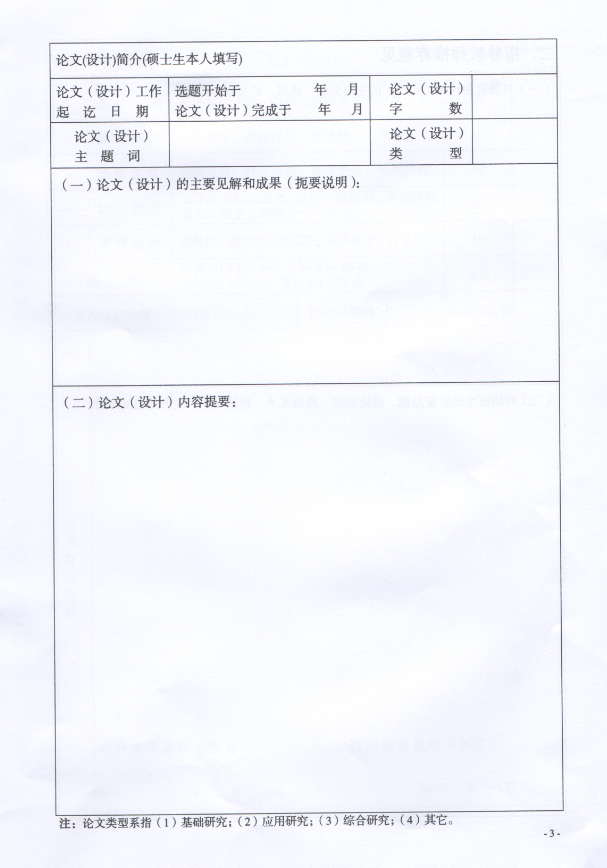 论文(设计)简介(硕士生本人填写)
论文（设计）工作
起 讫 日 期
选题开始于 年 月
论文（设计）完成于 年 月
论文（设计）
字 数
论文（设计）
主 题 词
论文（设计）
类 型
（一）论文（设计）的主要见解和成果（扼要说明）：
（二）论文（设计）内容提要：
注：论文类型系指（1）基础研究；（2）应用研究；（3）综合研究；（4）其它。
-3-